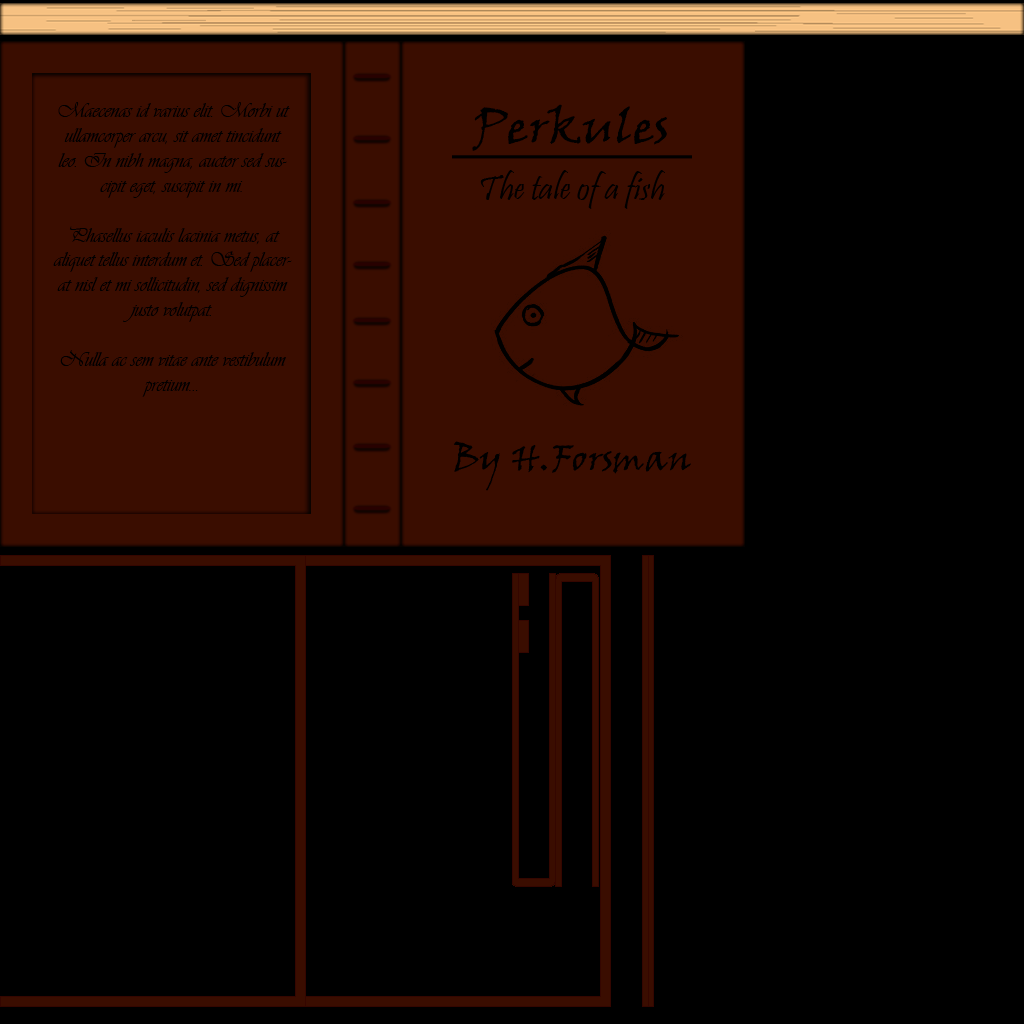 Maecenas id varius elit. Morbi ut
ullamcorper arcu, sit amet tincidunt
leo. In nibh magna, auctor sed sus-
cipit eget, suscipit in mi.
Phasellus iaculis lacinia metus, at
aliquet tellus interdum et. Sed placer-
at nisl et mi sollicitudin, sed dignissim
justo volutpat.
Nulla ac sem vitae ante vestibulum
pretium...
Perkules
The tale of a fish
By H.Forsman